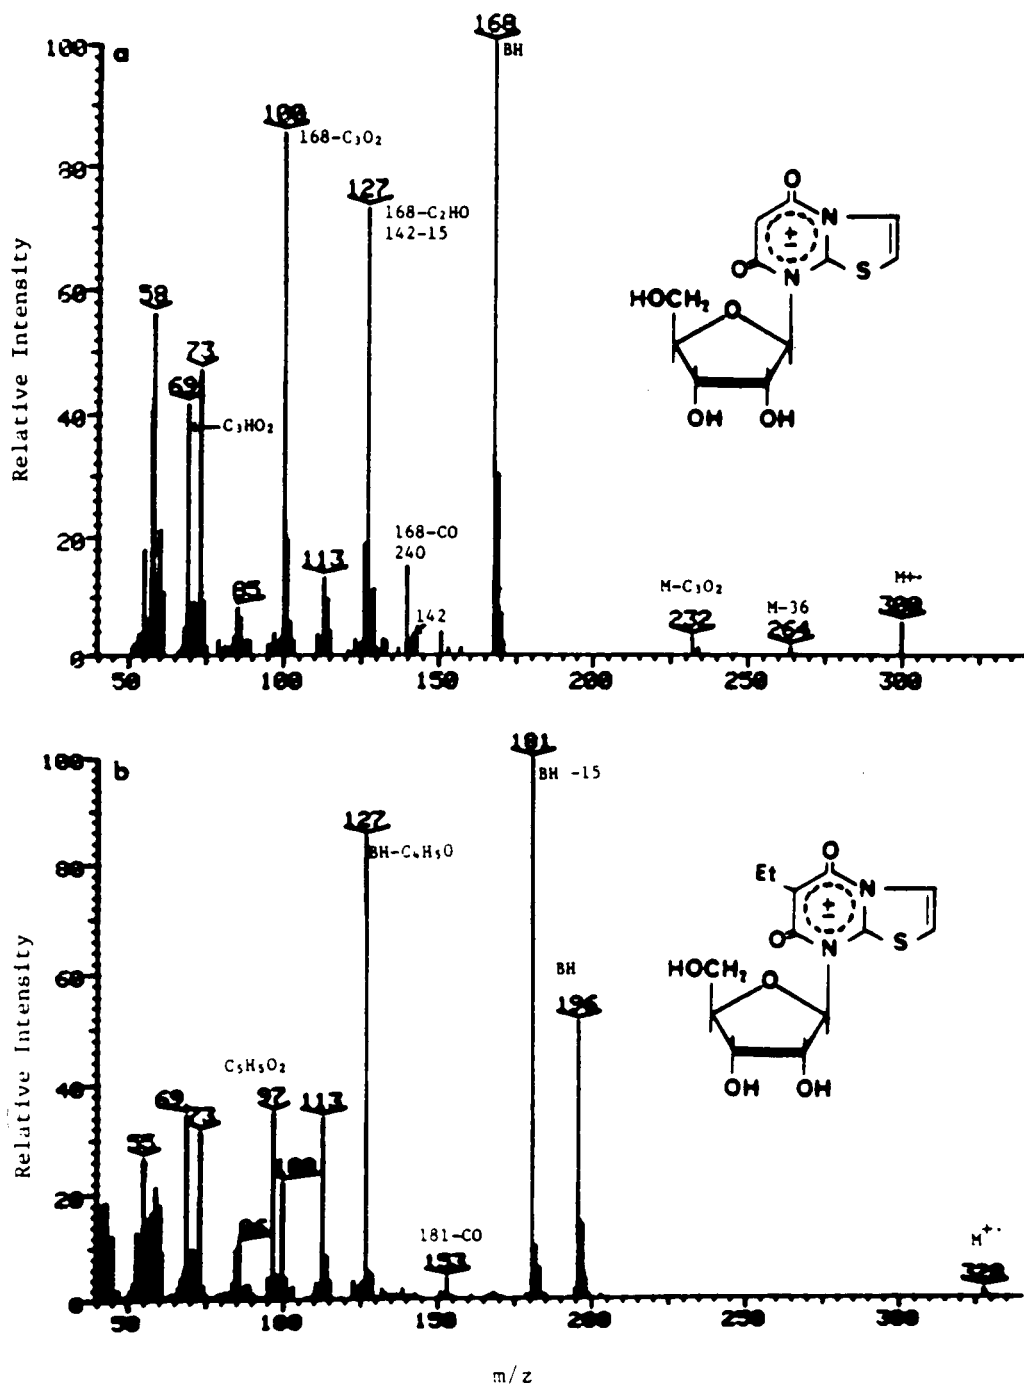 a
Relative Intensity
100
80
60
40
20
0
168
BH
100
168-C₃O₂
127
168-C₂HO
142-15
58
73
69
C₃HO₂
168-CO
240
113
85
142
M-C₃O₂
232
M-36
264
M+·
300
50 100 150 200 250 300
O
N
+
O
N
S
HOCH₂
O
OH OH
b
Relative Intensity
100
80
60
40
20
0
181
BH -15
127
BH-C₄H₅O
BH
196
C₅H₅O₂
69
73
97
113
55
100
181-CO
153
M+·
328
50 100 150 200 250 300
O
Et
N
+
O
N
S
HOCH₂
O
OH OH
m/z